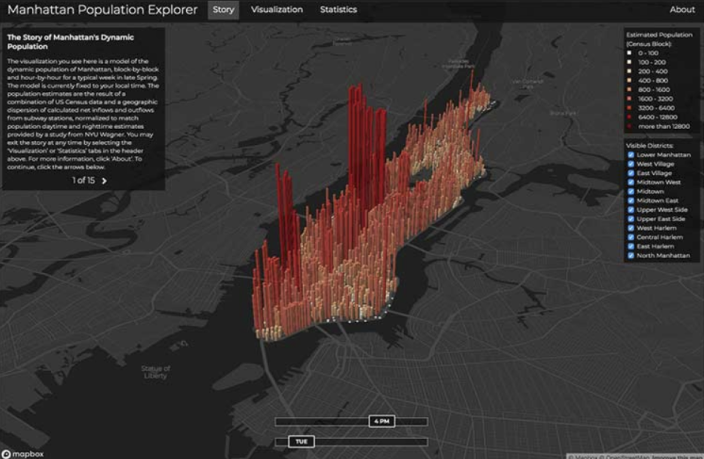 Manhattan Population Explorer
Story
Visualization
Statistics
About
The Story of Manhattan's Dynamic
Population
The visualization you see here is a model of the
dynamic population of Manhattan, block-by-block
and hour-by-hour for a typical week in late Spring.
The model is currently fixed to your local time. The
population estimates are the result of a
combination of US Census data and a geographic
dispersion of calculated net inflows and outflows
from subway stations, normalized to match
population daytime and nighttime estimates
provided by a study from NYU Wagner. You may
exit the story at any time by selecting the
'Visualization' or 'Statistics' tabs in the header
above. For more information, click 'About'. To
continue, click the arrows below.
1 of 15
Estimated Population
(Census Block):
0 - 100
100 - 200
200 - 400
400 - 800
800 - 1600
1600 - 3200
3200 - 6400
6400 - 12800
more than 12800
Visible Districts:
Lower Manhattan
West Village
East Village
Midtown West
Midtown
Midtown East
Upper West Side
Upper East Side
West Harlem
Central Harlem
East Harlem
North Manhattan
Statue of
Liberty
4 PM
TUE
mapbox
© Mapbox © OpenStreetMap Improve this map